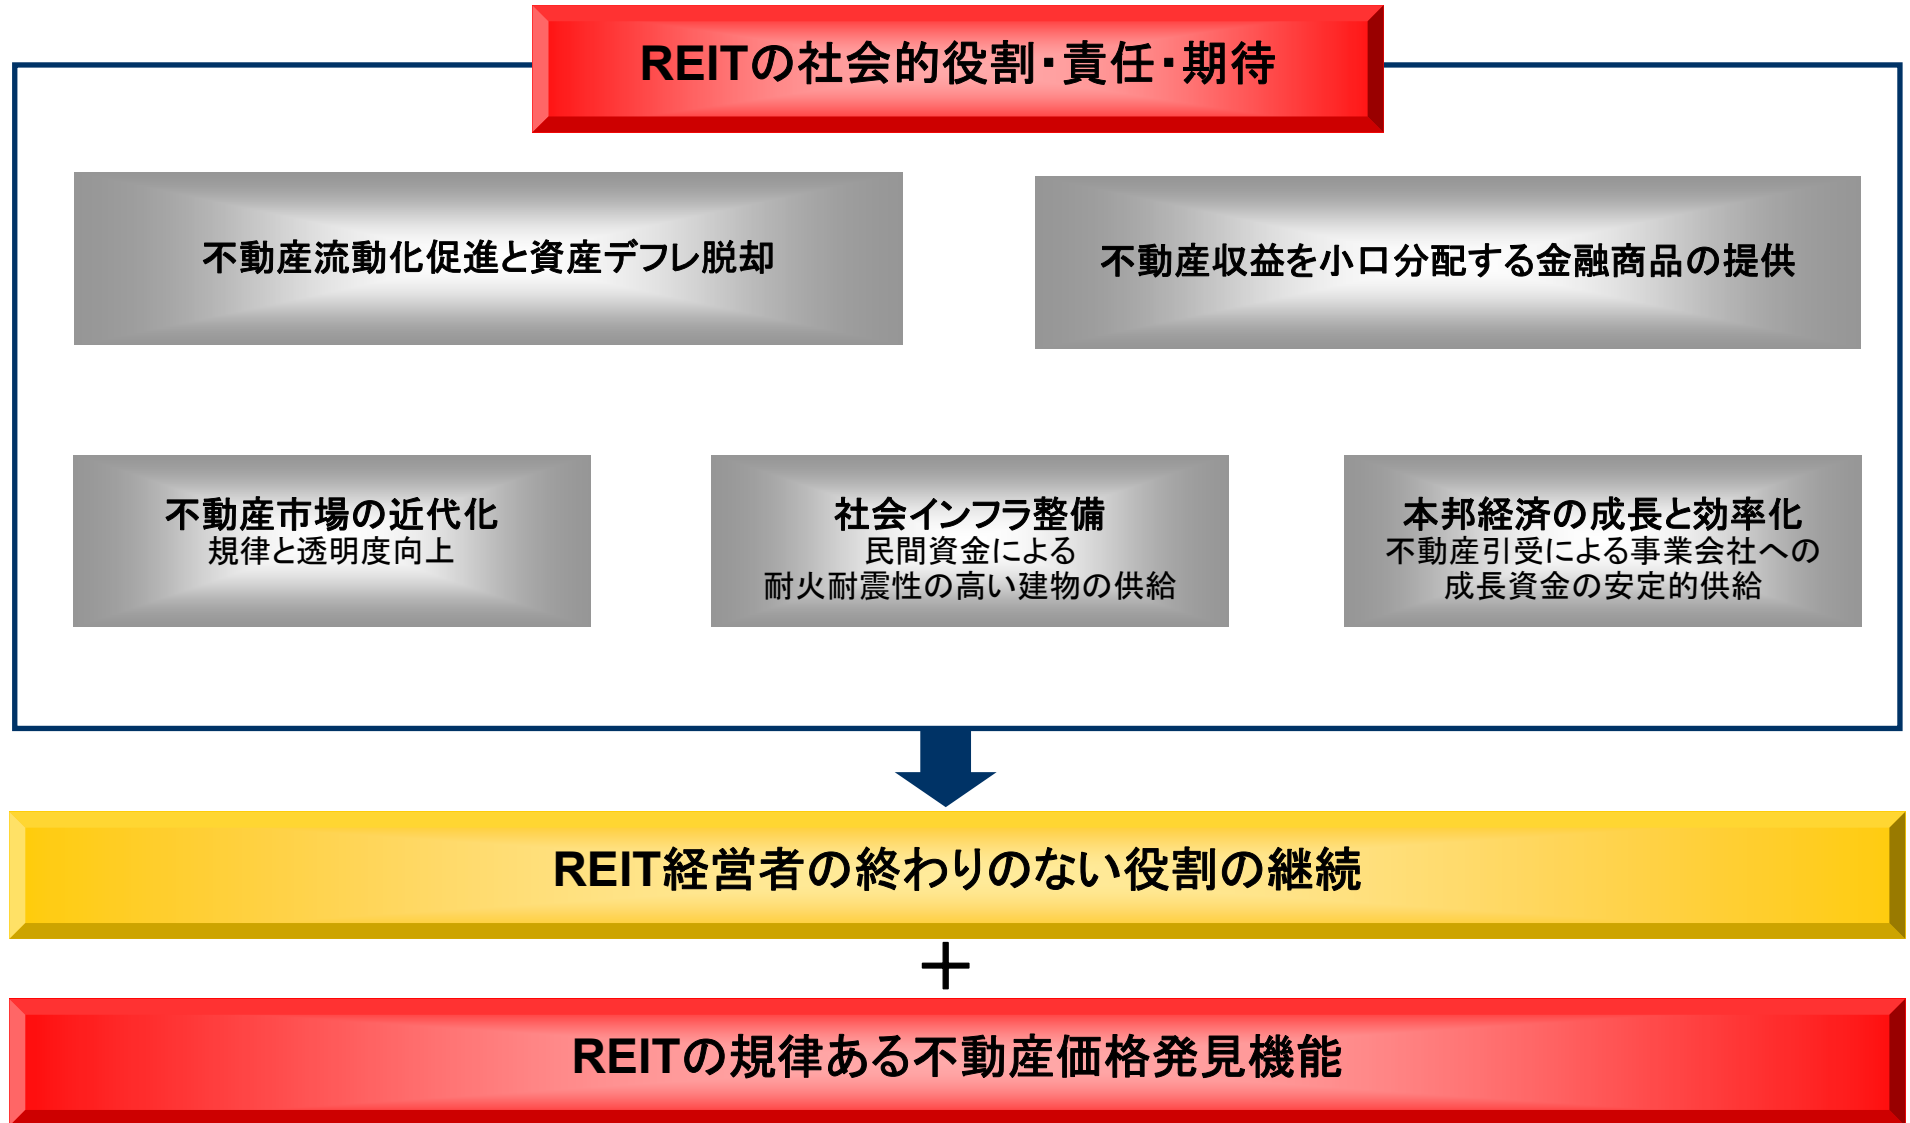 REITの社会的役割・責任・期待
不動産流動化促進と資産デフレ脱却
不動産収益を小口分配する金融商品の提供
不動産市場の近代化
規律と透明度向上
社会インフラ整備
民間資金による
耐火耐震性の高い建物の供給
本邦経済の成長と効率化
不動産引受による事業会社への
成長資金の安定的供給
REIT経営者の終わりのない役割の継続
＋
REITの規律ある不動産価格発見機能